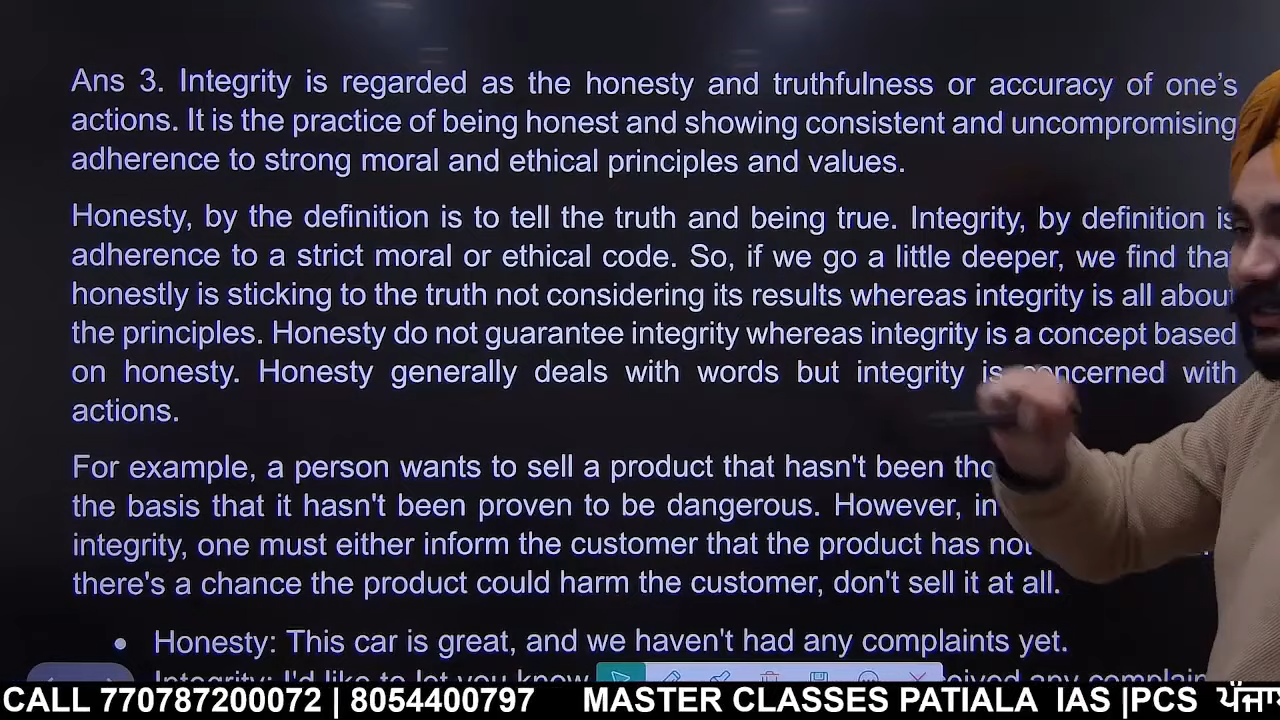 Ans 3. Integrity is regarded as the honesty and truthfulness or accuracy of one's
actions. It is the practice of being honest and showing consistent and uncompromising
adherence to strong moral and ethical principles and values.
Honesty, by the definition is to tell the truth and being true. Integrity, by definition is
adherence to a strict moral or ethical code. So, if we go a little deeper, we find tha
honestly is sticking to the truth not considering its results whereas integrity is all about
the principles. Honesty do not guarantee integrity whereas integrity is a concept based
on honesty. Honesty generally deals with words but integrity is concerned with
actions.
For example, a person wants to sell a product that hasn't been tho
the basis that it hasn't been proven to be dangerous. However, in
integrity, one must either inform the customer that the product has not
there's a chance the product could harm the customer, don't sell it at all.
• Honesty: This car is great, and we haven't had any complaints yet.
Integrity: I'd like to let you know any complain
CALL 770787200072 | 8054400797 MASTER CLASSES PATIALA IAS |PCS ਪੰਜਾ